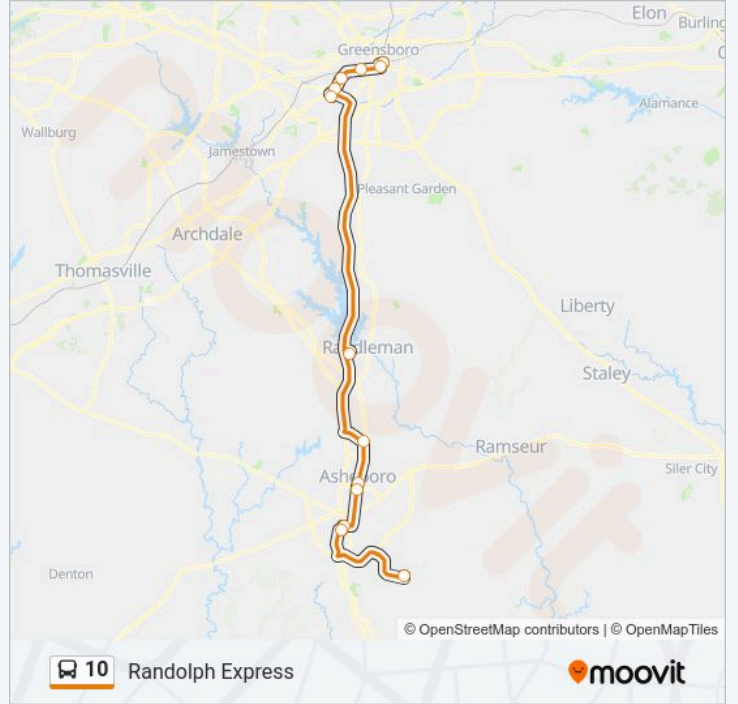 Elon
Burling
Greensboro
Alamance
Wallburg
Jamestown
Pleasant Garden
Archdale
Thomasville
Liberty
Randleman
Staley
Ramseur
Asheboro
Siler City
Denton
© OpenStreetMap contributors | © OpenMapTiles
10 Randolph Express
moovit